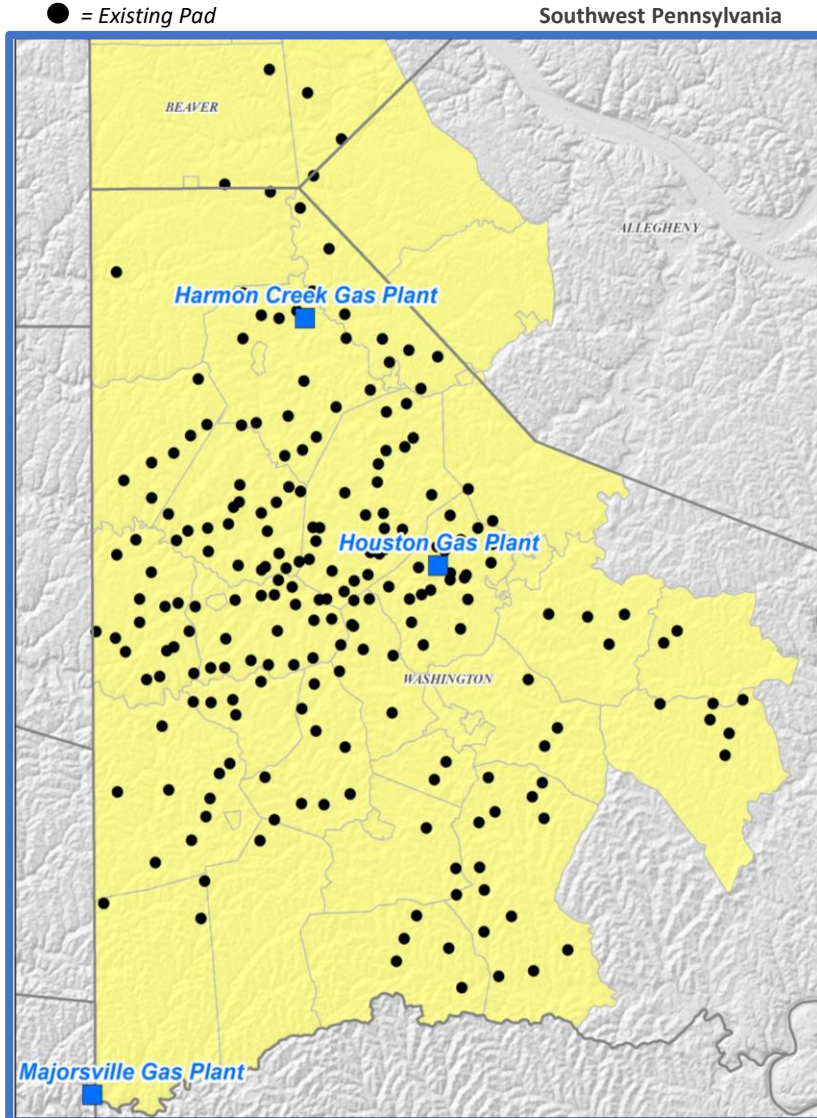 = Existing Pad
Southwest Pennsylvania
BEAVER
ALLEGHENY
Harmon Creek Gas Plant
Houston Gas Plant
WASHINGTON
Majorsville Gas Plant